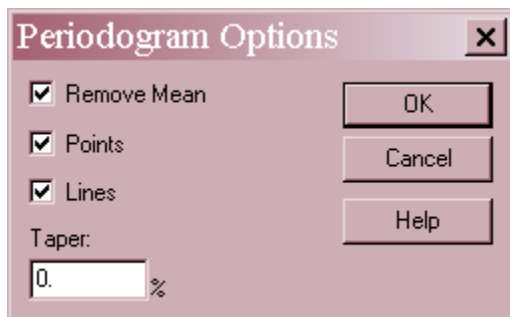 Periodogram Options
Remove Mean
Points
Lines
Taper:
0. %
OK
Cancel
Help